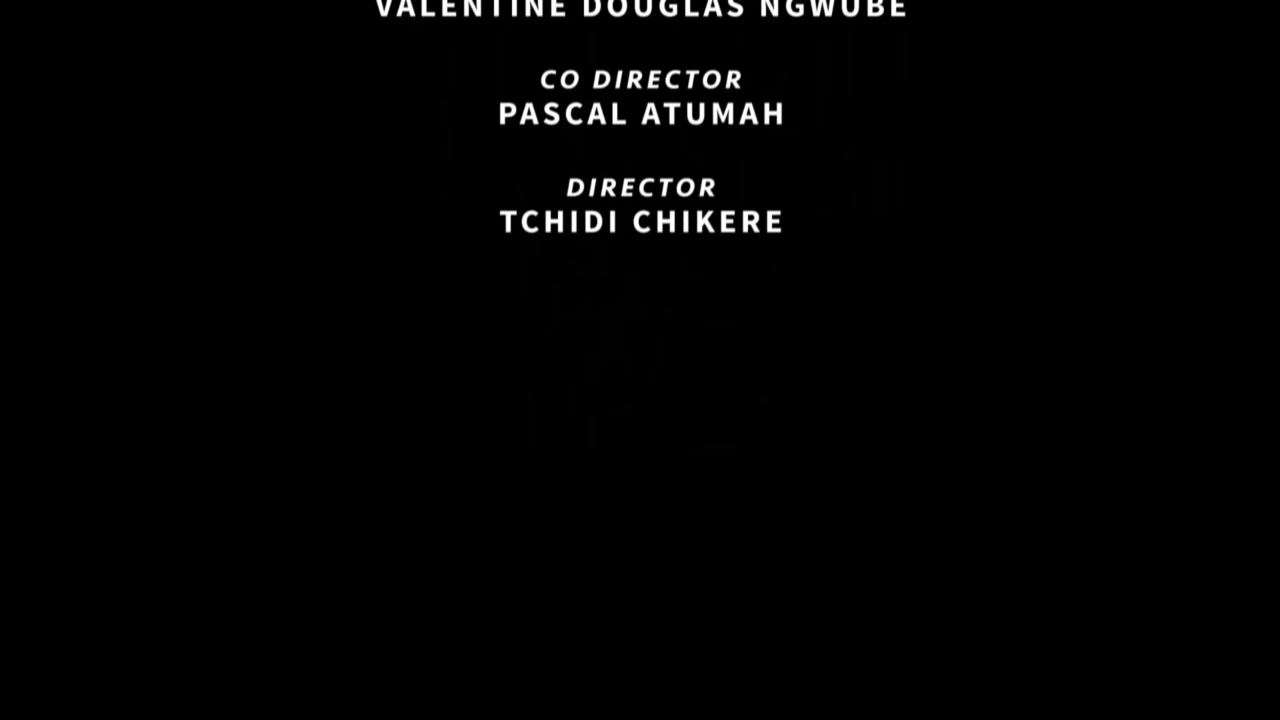 VALENTINE DOUGLAS NGWUBE
CO DIRECTOR
PASCAL ATUMAH
DIRECTOR
TCHIDI CHIKERE